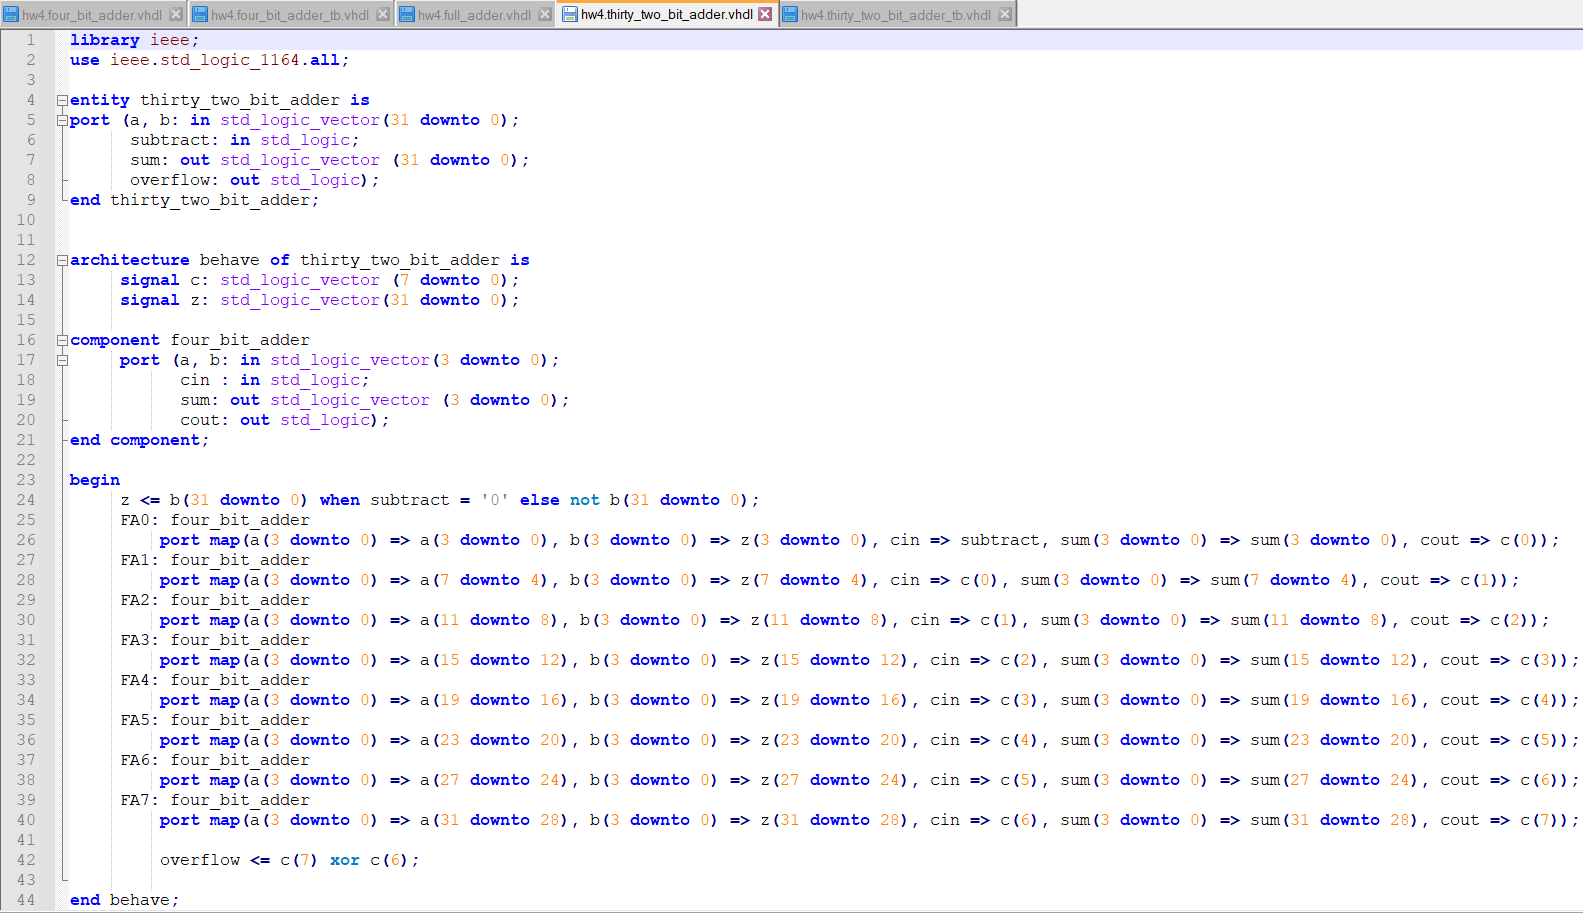 hw4.four_bit_adder.vhdl hw4.four_bit_adder_tb.vhdl hw4.full_adder.vhdl hw4.thirty_two_bit_adder.vhdl hw4.thirty_two_bit_adder_tb.vhdl
1 library ieee;
2 use ieee.std_logic_1164.all;
3
4 entity thirty_two_bit_adder is
5 port (a, b: in std_logic_vector(31 downto 0);
6 subtract: in std_logic;
7 sum: out std_logic_vector (31 downto 0);
8 overflow: out std_logic);
9 end thirty_two_bit_adder;
10
11
12 architecture behave of thirty_two_bit_adder is
13 signal c: std_logic_vector (7 downto 0);
14 signal z: std_logic_vector(31 downto 0);
15
16 component four_bit_adder
17 port (a, b: in std_logic_vector(3 downto 0);
18 cin : in std_logic;
19 sum: out std_logic_vector (3 downto 0);
20 cout: out std_logic);
21 end component;
22
23 begin
24 z <= b(31 downto 0) when subtract = '0' else not b(31 downto 0);
25 FA0: four_bit_adder
26 port map(a(3 downto 0) => a(3 downto 0), b(3 downto 0) => z(3 downto 0), cin => subtract, sum(3 downto 0) => sum(3 downto 0), cout => c(0));
27 FA1: four_bit_adder
28 port map(a(3 downto 0) => a(7 downto 4), b(3 downto 0) => z(7 downto 4), cin => c(0), sum(3 downto 0) => sum(7 downto 4), cout => c(1));
29 FA2: four_bit_adder
30 port map(a(3 downto 0) => a(11 downto 8), b(3 downto 0) => z(11 downto 8), cin => c(1), sum(3 downto 0) => sum(11 downto 8), cout => c(2));
31 FA3: four_bit_adder
32 port map(a(3 downto 0) => a(15 downto 12), b(3 downto 0) => z(15 downto 12), cin => c(2), sum(3 downto 0) => sum(15 downto 12), cout => c(3));
33 FA4: four_bit_adder
34 port map(a(3 downto 0) => a(19 downto 16), b(3 downto 0) => z(19 downto 16), cin => c(3), sum(3 downto 0) => sum(19 downto 16), cout => c(4));
35 FA5: four_bit_adder
36 port map(a(3 downto 0) => a(23 downto 20), b(3 downto 0) => z(23 downto 20), cin => c(4), sum(3 downto 0) => sum(23 downto 20), cout => c(5));
37 FA6: four_bit_adder
38 port map(a(3 downto 0) => a(27 downto 24), b(3 downto 0) => z(27 downto 24), cin => c(5), sum(3 downto 0) => sum(27 downto 24), cout => c(6));
39 FA7: four_bit_adder
40 port map(a(3 downto 0) => a(31 downto 28), b(3 downto 0) => z(31 downto 28), cin => c(6), sum(3 downto 0) => sum(31 downto 28), cout => c(7));
41
42 overflow <= c(7) xor c(6);
43
44 end behave;